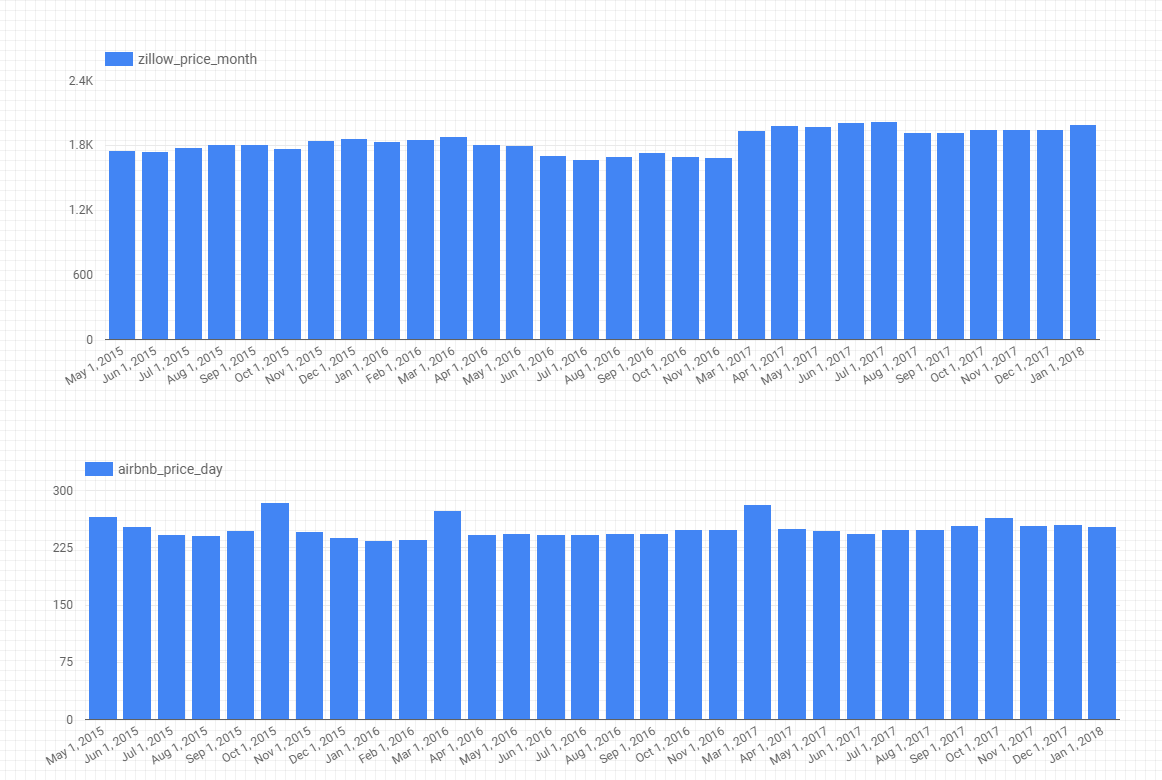 zillow_price_month
2.4K
1.8K
1.2K
600
0
May 1, 2015
Jun 1, 2015
Jul 1, 2015
Aug 1, 2015
Sep 1, 2015
Oct 1, 2015
Nov 1, 2015
Dec 1, 2015
Jan 1, 2016
Feb 1, 2016
Mar 1, 2016
Apr 1, 2016
May 1, 2016
Jun 1, 2016
Jul 1, 2016
Aug 1, 2016
Sep 1, 2016
Oct 1, 2016
Nov 1, 2016
Mar 1, 2017
Apr 1, 2017
May 1, 2017
Jun 1, 2017
Jul 1, 2017
Aug 1, 2017
Sep 1, 2017
Oct 1, 2017
Nov 1, 2017
Dec 1, 2017
Jan 1, 2018
airbnb_price_day
300
225
150
75
0
May 1, 2015
Jun 1, 2015
Jul 1, 2015
Aug 1, 2015
Sep 1, 2015
Oct 1, 2015
Nov 1, 2015
Dec 1, 2015
Jan 1, 2016
Feb 1, 2016
Mar 1, 2016
Apr 1, 2016
May 1, 2016
Jun 1, 2016
Jul 1, 2016
Aug 1, 2016
Sep 1, 2016
Oct 1, 2016
Nov 1, 2016
Mar 1, 2017
Apr 1, 2017
May 1, 2017
Jun 1, 2017
Jul 1, 2017
Aug 1, 2017
Sep 1, 2017
Oct 1, 2017
Nov 1, 2017
Dec 1, 2017
Jan 1, 2018